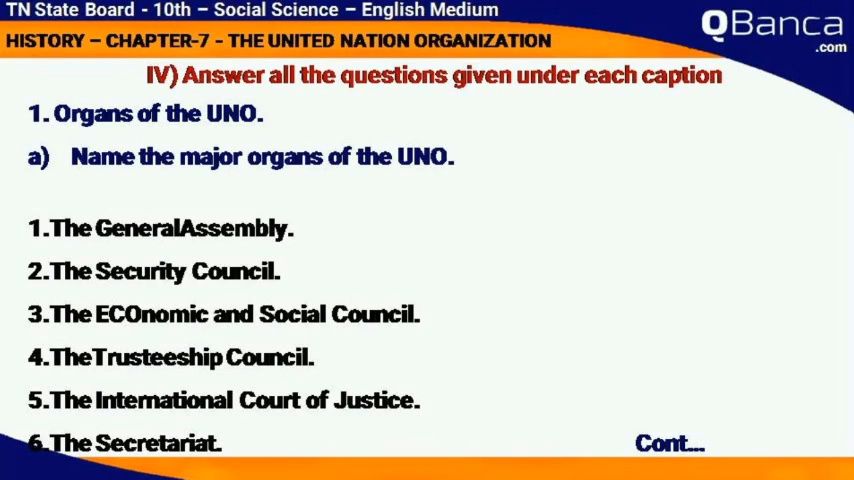 TN State Board - 10th – Social Science – English Medium
QBanca
.com
HISTORY – CHAPTER-7 - THE UNITED NATION ORGANIZATION
IV) Answer all the questions given under each caption
1. Organs of the UNO.
a) Name the major organs of the UNO.
1.The GeneralAssembly.
2.The Security Council.
3.The ECOnomic and Social Council.
4.TheTrusteeship Council.
5.The International Court of Justice.
6.The Secretariat.
Cont...